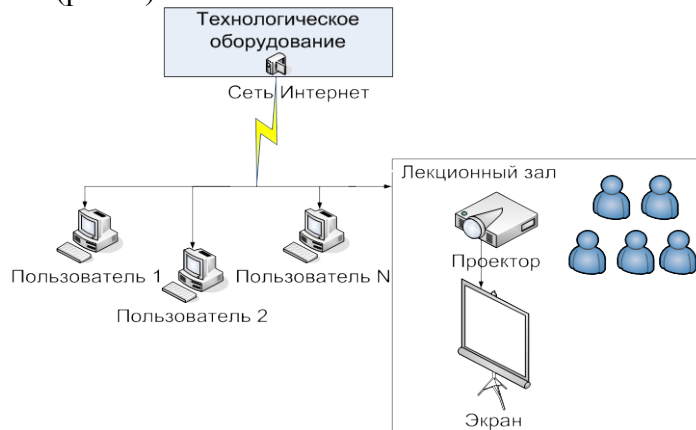 Технологическое
оборудование
Сеть Интернет
Лекционный зал
Проектор
Пользователь 1
Пользователь N
Пользователь 2
Экран